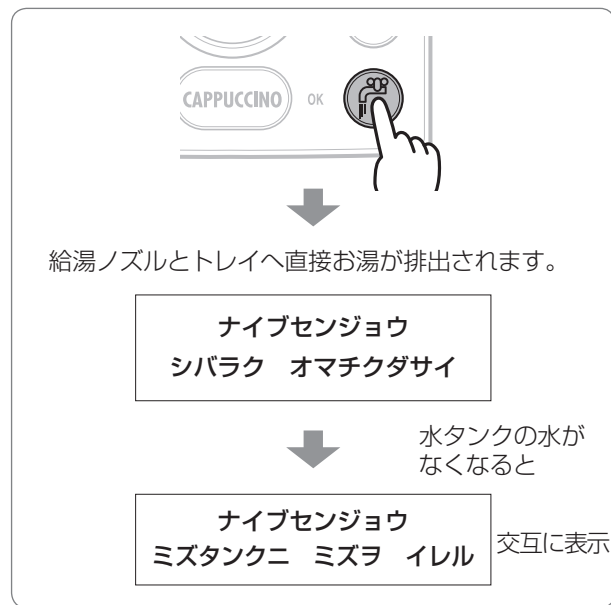 CAPPUCCINO OK
給湯ノズルとトレイへ直接お湯が排出されます。
ナイブセンジョウ
シバラク　オマチクダサイ
水タンクの水が
なくなると
ナイブセンジョウ
ミズタンクニ　ミズヲ　イレル
交互に表示